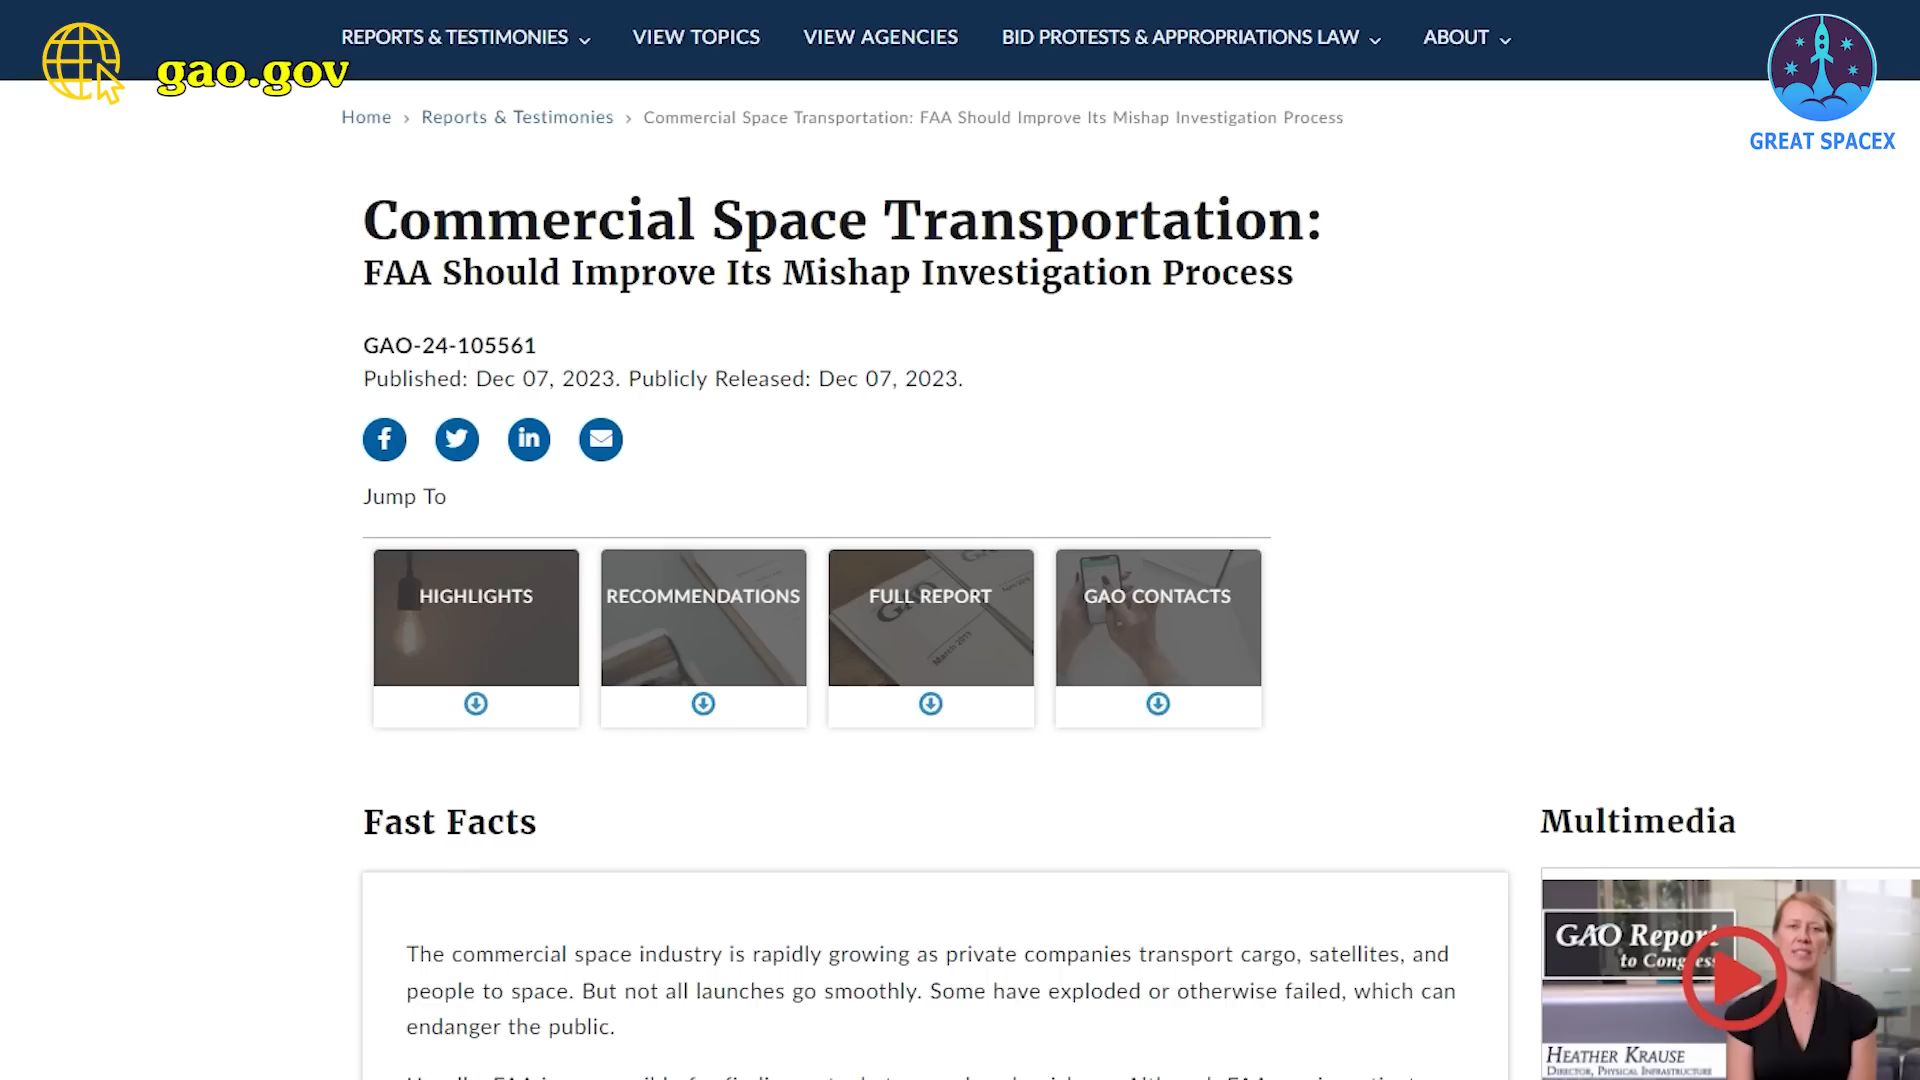 REPORTS & TESTIMONIES VIEW TOPICS VIEW AGENCIES BID PROTESTS & APPROPRIATIONS LAW ABOUT
gao.gov
GREAT SPACEX
Home › Reports & Testimonies › Commercial Space Transportation: FAA Should Improve Its Mishap Investigation Process
Commercial Space Transportation:
FAA Should Improve Its Mishap Investigation Process
GAO-24-105561
Published: Dec 07, 2023. Publicly Released: Dec 07, 2023.
Jump To
HIGHLIGHTS RECOMMENDATIONS FULL REPORT GAO CONTACTS
GAO
March 2011
Fast Facts
Multimedia
The commercial space industry is rapidly growing as private companies transport cargo, satellites, and
people to space. But not all launches go smoothly. Some have exploded or otherwise failed, which can
endanger the public.
GAO Report
to Congress
HEATHER KRAUSE
DIRECTOR, PHYSICAL INFRASTRUCTURE